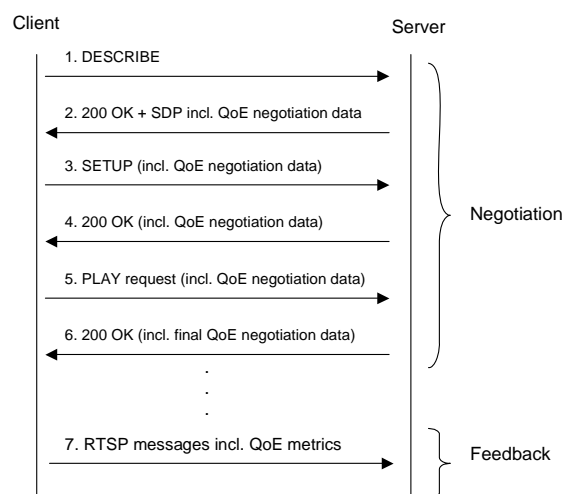 Client
Server
1. DESCRIBE
2. 200 OK + SDP incl. QoE negotiation data
3. SETUP (incl. QoE negotiation data)
4. 200 OK (incl. QoE negotiation data)
Negotiation
5. PLAY request (incl. QoE negotiation data)
6. 200 OK (incl. final QoE negotiation data)
.
.
.
7. RTSP messages incl. QoE metrics
Feedback